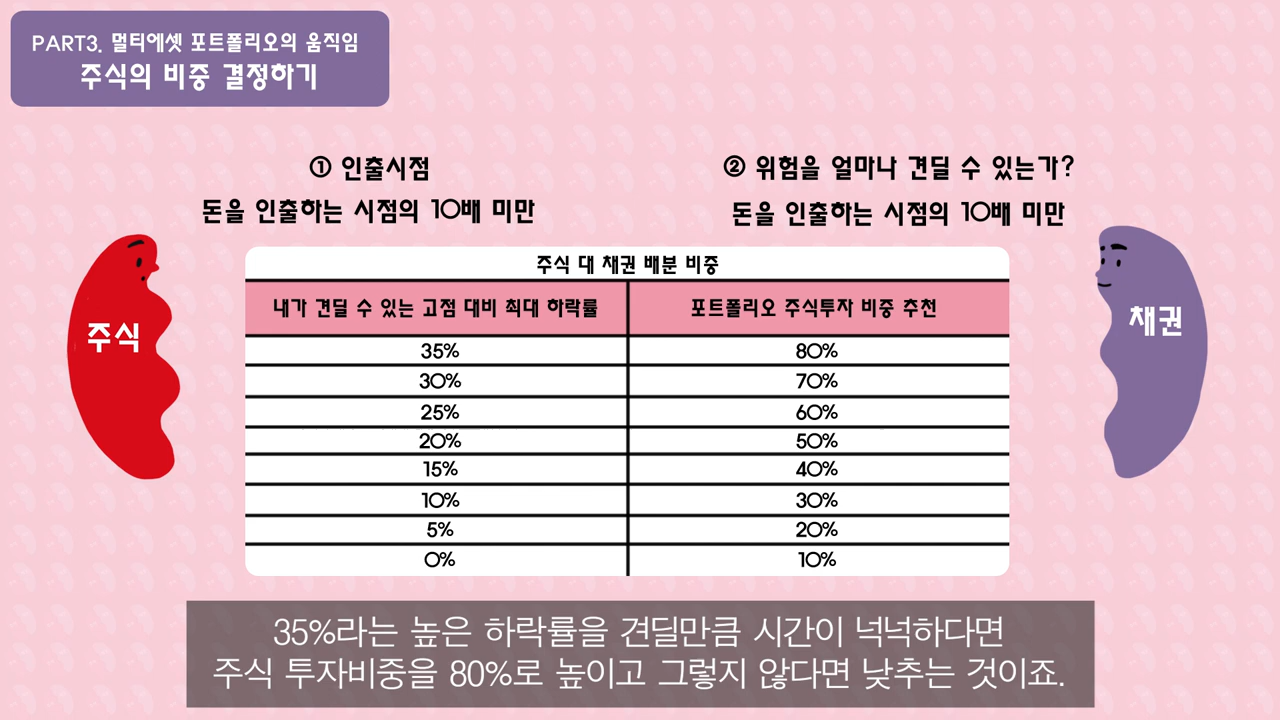 PART3. 멀티에셋 포트폴리오의 움직임
주식의 비중 결정하기
① 인출시점
돈을 인출하는 시점의 10배 미만
② 위험을 얼마나 견딜 수 있는가?
돈을 인출하는 시점의 10배 미만
주식
채권
주식 대 채권 배분 비중
내가 견딜 수 있는 고점 대비 최대 하락률 포트폴리오 주식투자 비중 추천
35% 80%
30% 70%
25% 60%
20% 50%
15% 40%
10% 30%
5% 20%
0% 10%
35%라는 높은 하락률을 견딜만큼 시간이 넉넉하다면
주식 투자비중을 80%로 높이고 그렇지 않다면 낮추는 것이죠.